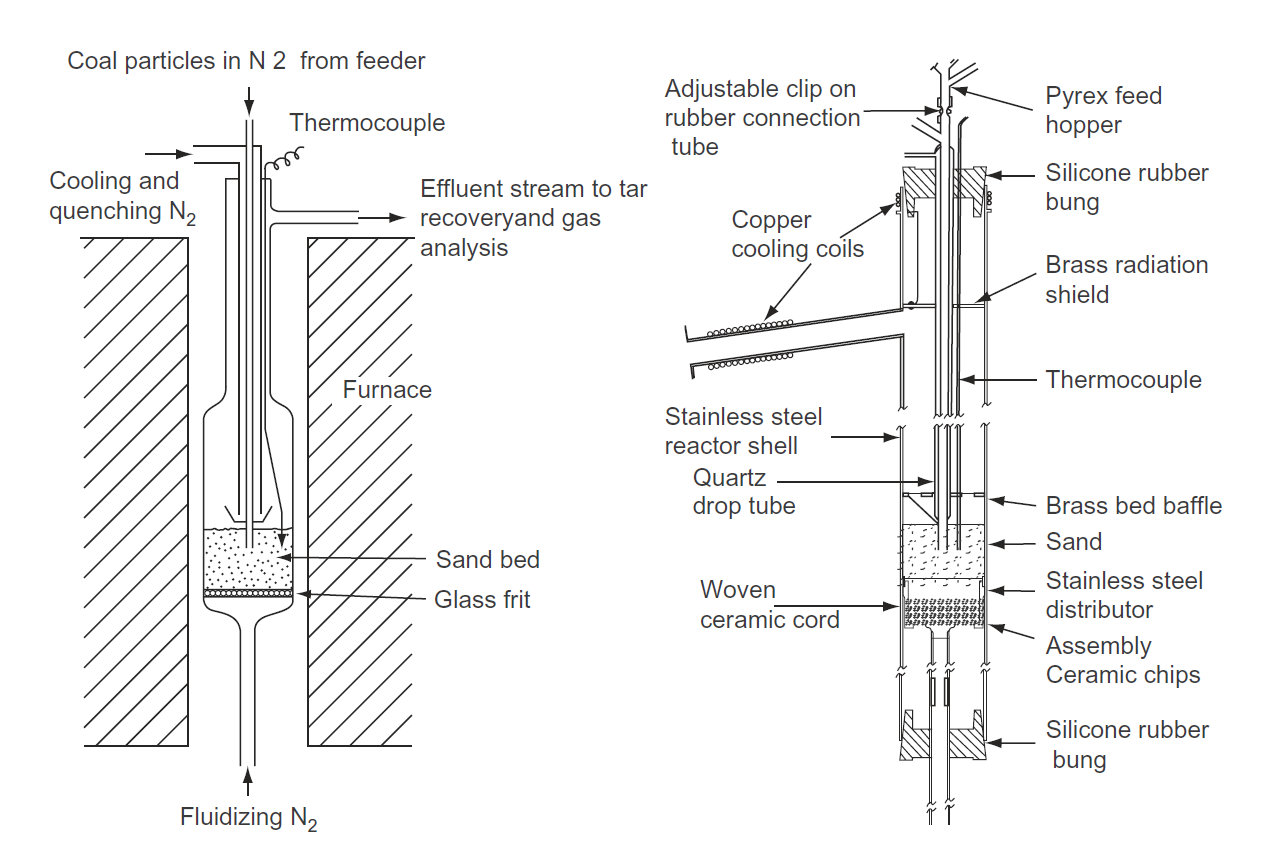 Coal particles in N 2 from feeder
Thermocouple
Cooling and
quenching N₂
Effluent stream to tar
recoveryand gas
analysis
Furnace
Sand bed
Glass frit
Fluidizing N₂
Adjustable clip on
rubber connection
tube
Pyrex feed
hopper
Silicone rubber
bung
Copper
cooling coils
Brass radiation
shield
Thermocouple
Stainless steel
reactor shell
Quartz
drop tube
Brass bed baffle
Sand
Woven
ceramic cord
Stainless steel
distributor
Assembly
Ceramic chips
Silicone rubber
bung